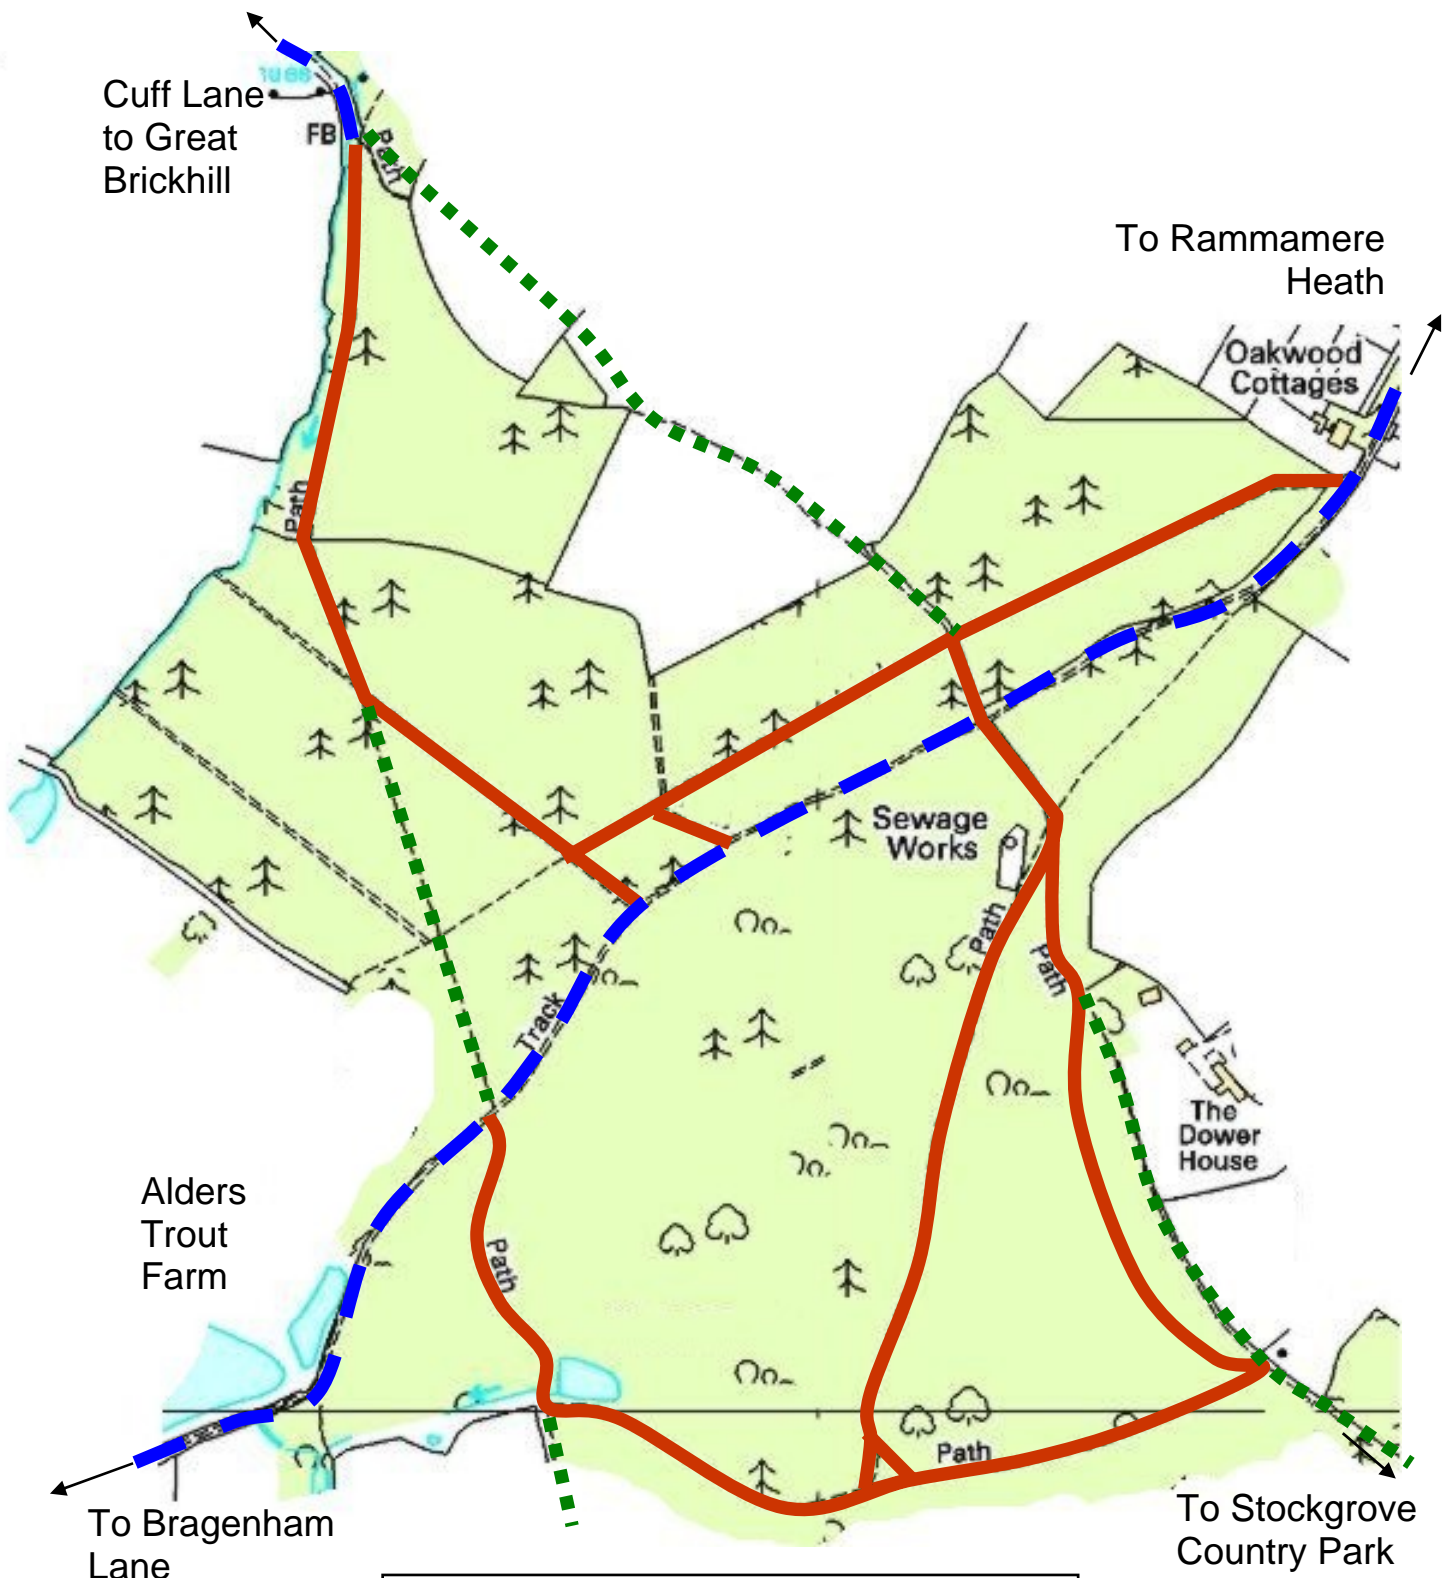 Cuff Lane
to Great
Brickhill
FB
Path
To Rammamere
Heath
Oakwood
Cottages
Path
Sewage
Works
Path
Path
Track
The
Dower
House
Alders
Trout
Farm
Path
Path
To Bragenham
Lane
To Stockgrove
Country Park